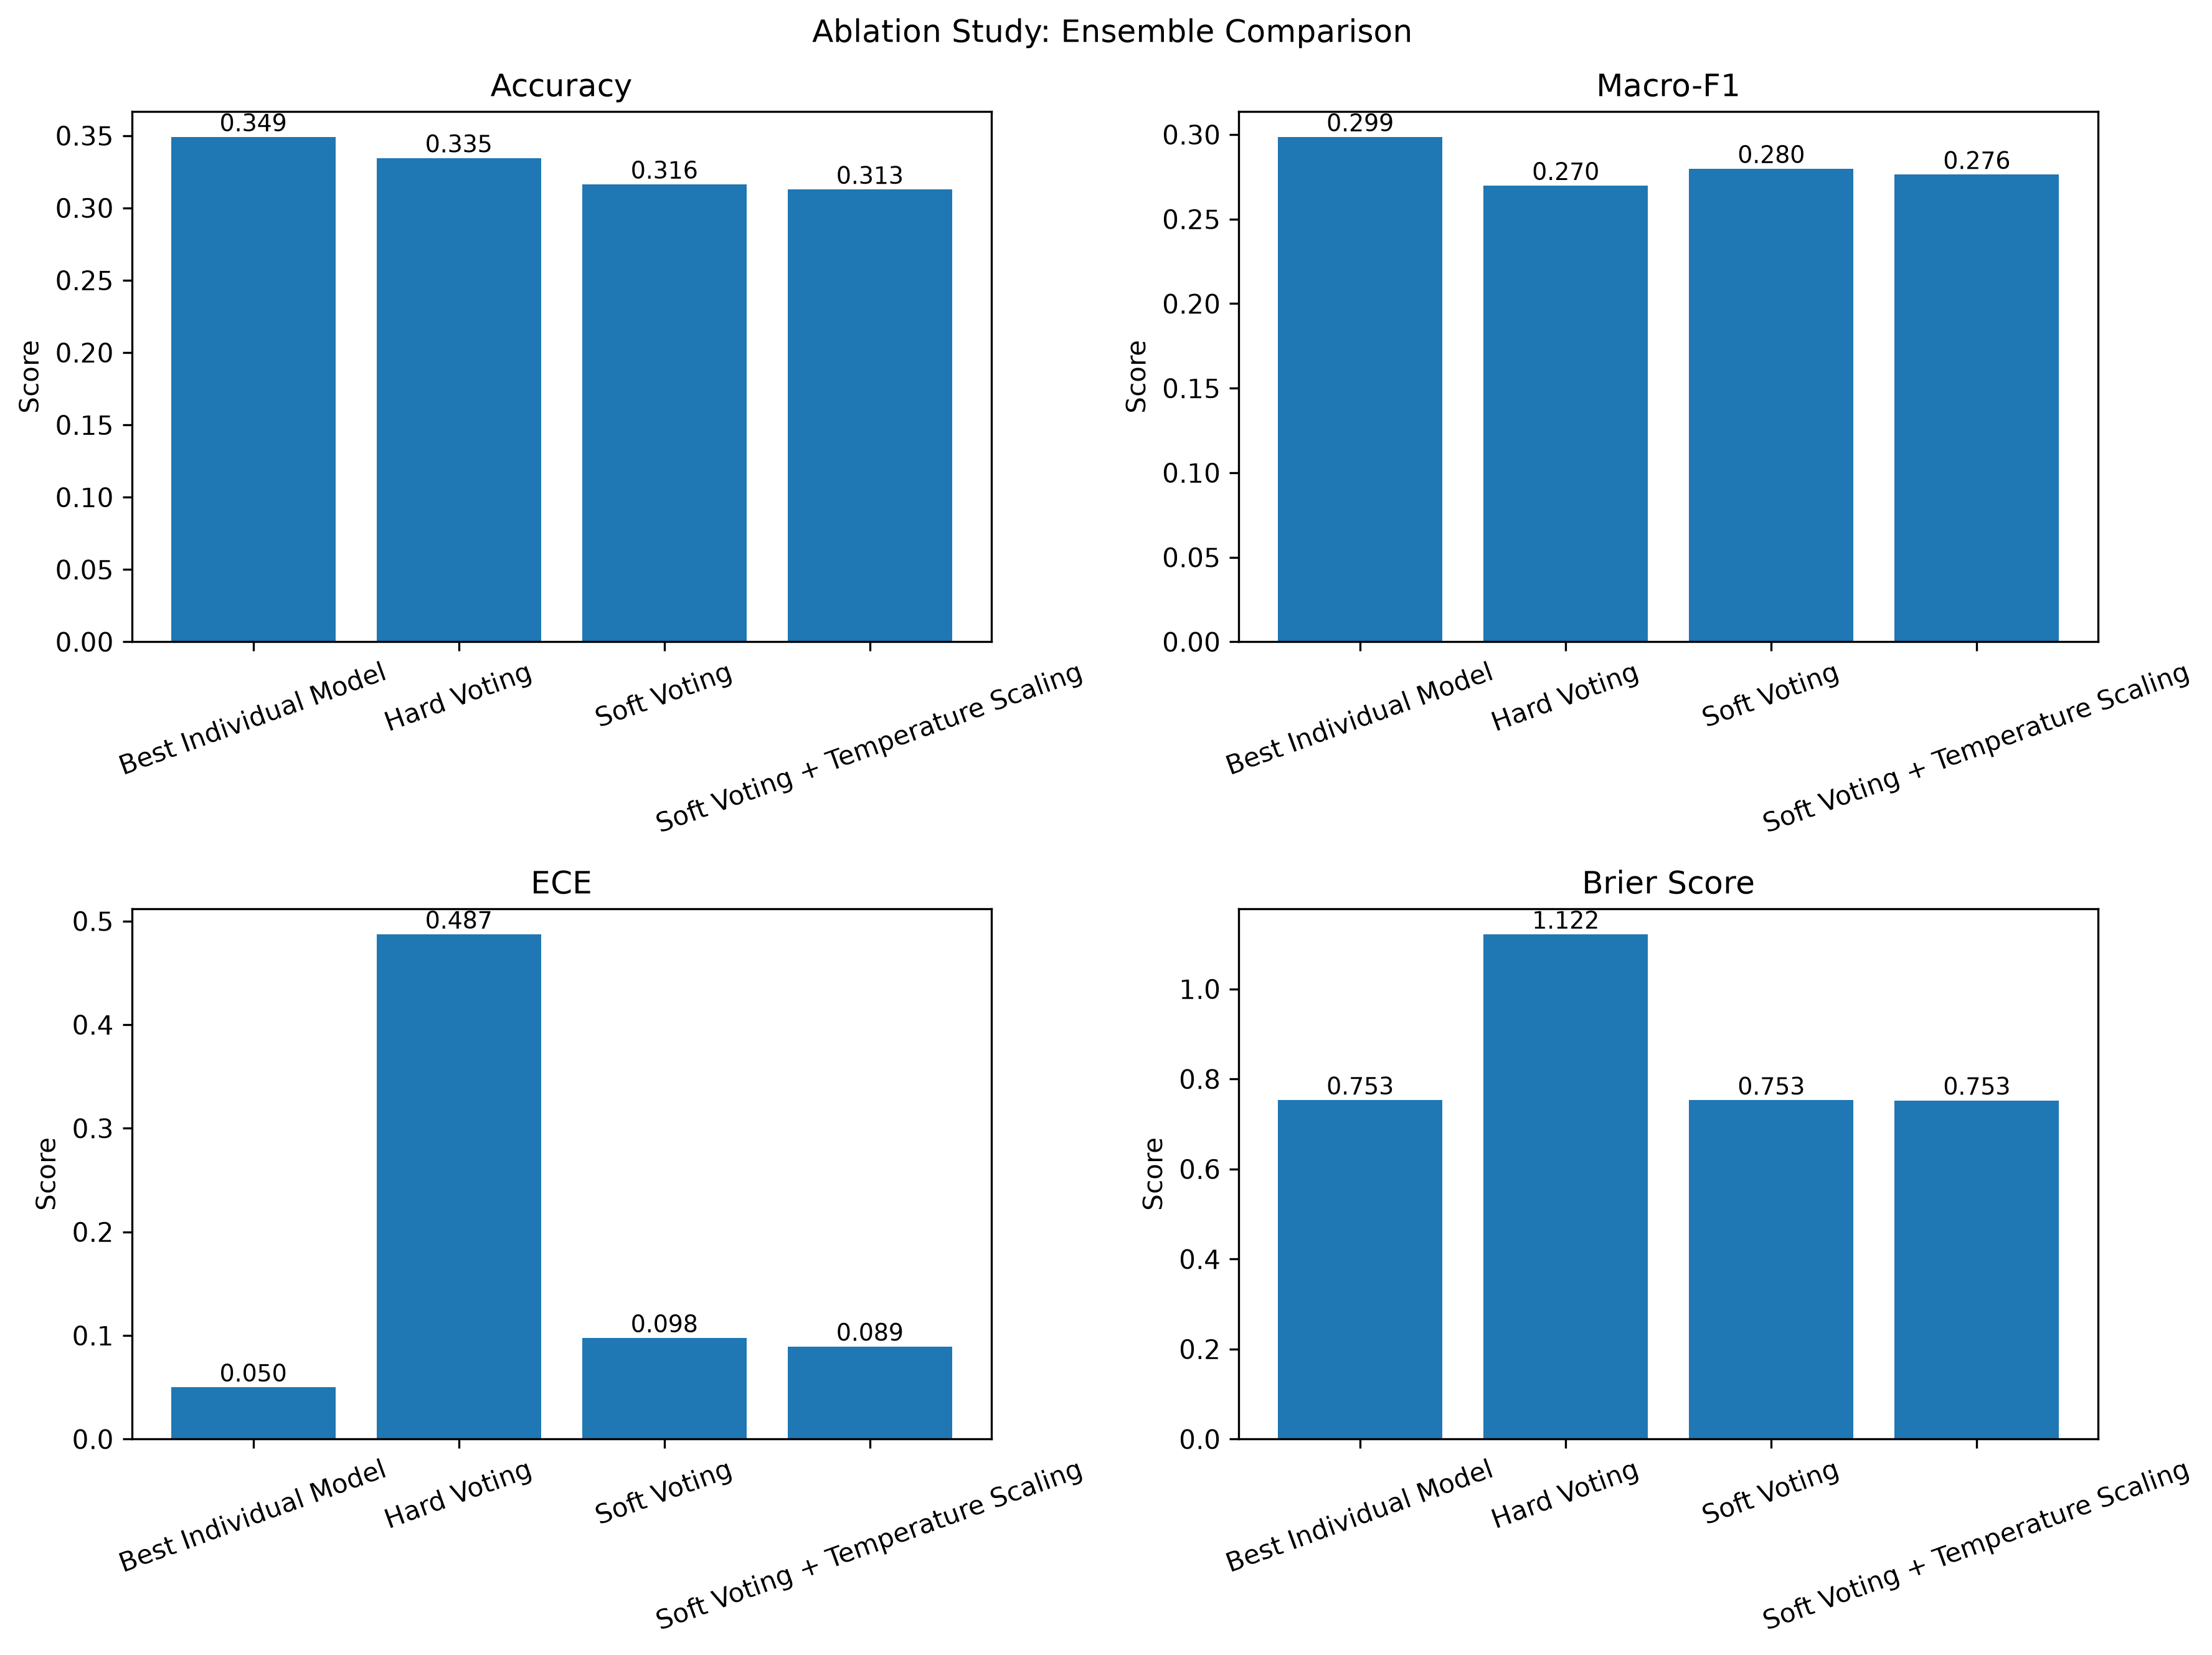 Ablation Study: Ensemble Comparison
Accuracy
Score
0.35
0.30
0.25
0.20
0.15
0.10
0.05
0.00
0.349
0.335
0.316
0.313
Best Individual Model
Hard Voting
Soft Voting
Soft Voting + Temperature Scaling
Macro-F1
Score
0.30
0.25
0.20
0.15
0.10
0.05
0.00
0.299
0.270
0.280
0.276
Best Individual Model
Hard Voting
Soft Voting
Soft Voting + Temperature Scaling
ECE
Score
0.5
0.4
0.3
0.2
0.1
0.0
0.050
0.487
0.098
0.089
Best Individual Model
Hard Voting
Soft Voting
Soft Voting + Temperature Scaling
Brier Score
Score
1.0
0.8
0.6
0.4
0.2
0.0
0.753
1.122
0.753
0.753
Best Individual Model
Hard Voting
Soft Voting
Soft Voting + Temperature Scaling